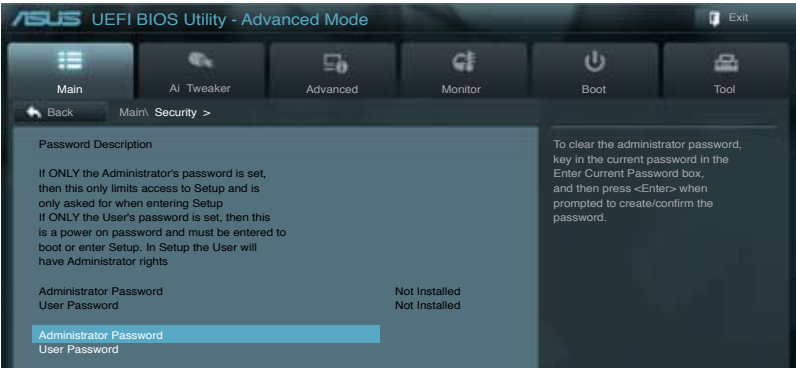 ASUS UEFI BIOS Utility - Advanced Mode
Exit
Main
Ai Tweaker
Advanced
Monitor
Boot
Tool
Back
Main\ Security >
Password Description
If ONLY the Administrator's password is set,
then this only limits access to Setup and is
only asked for when entering Setup
If ONLY the User's password is set, then this
is a power on password and must be entered to
boot or enter Setup. In Setup the User will
have Administrator rights
Administrator Password Not Installed
User Password Not Installed
Administrator Password
User Password
To clear the administrator password,
key in the current password in the
Enter Current Password box,
and then press <Enter> when
prompted to create/confirm the
password.